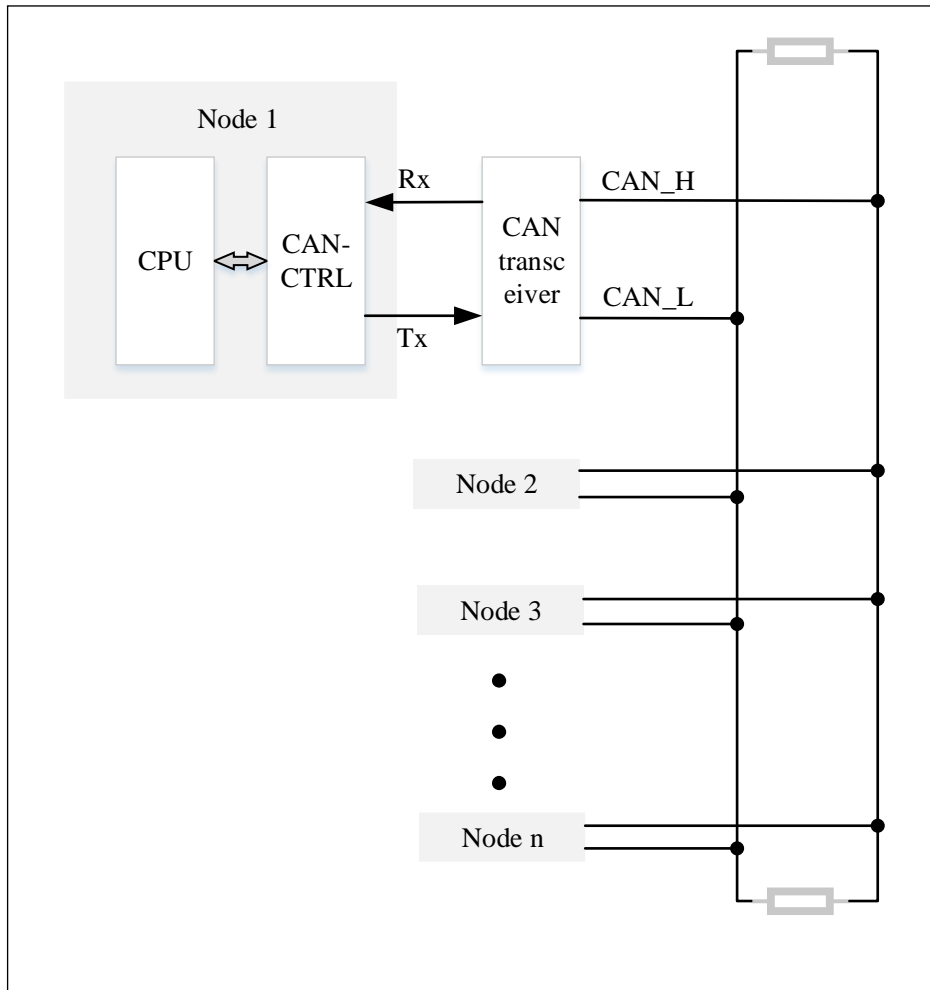 Node 1
CPU
CAN-
CTRL
Rx
Tx
CAN
transc
eiver
CAN_H
CAN_L
Node 2
Node 3
Node n